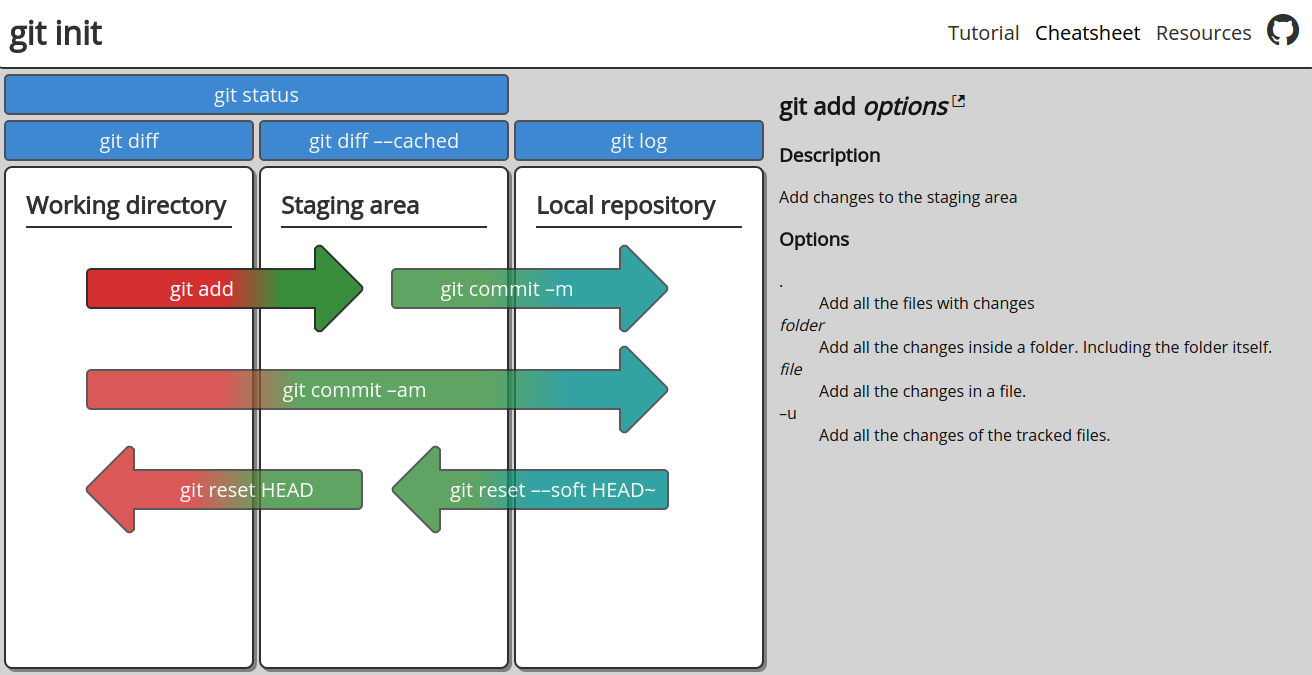 git init
Tutorial Cheatsheet Resources
git status
git diff
git diff ––cached
git log
Working directory
Staging area
Local repository
git add
git commit –m
git commit –am
git reset HEAD
git reset ––soft HEAD~
git add options
Description
Add changes to the staging area
Options
.
Add all the files with changes
folder
Add all the changes inside a folder. Including the folder itself.
file
Add all the changes in a file.
–u
Add all the changes of the tracked files.